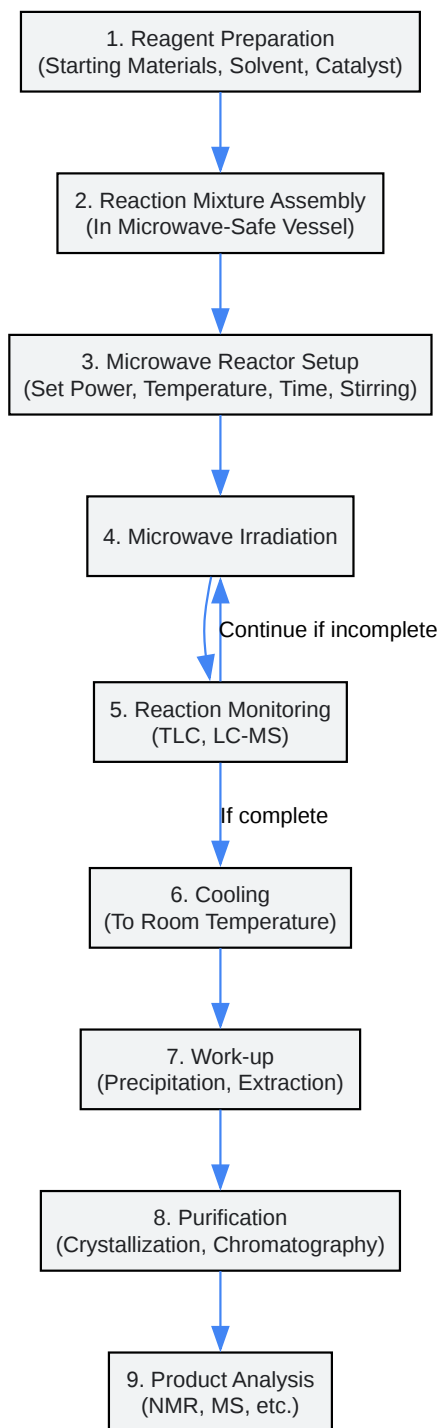 1. Reagent Preparation
(Starting Materials, Solvent, Catalyst)
2. Reaction Mixture Assembly
(In Microwave-Safe Vessel)
3. Microwave Reactor Setup
(Set Power, Temperature, Time, Stirring)
4. Microwave Irradiation
Continue if incomplete
5. Reaction Monitoring
(TLC, LC-MS)
If complete
6. Cooling
(To Room Temperature)
7. Work-up
(Precipitation, Extraction)
8. Purification
(Crystallization, Chromatography)
9. Product Analysis
(NMR, MS, etc.)